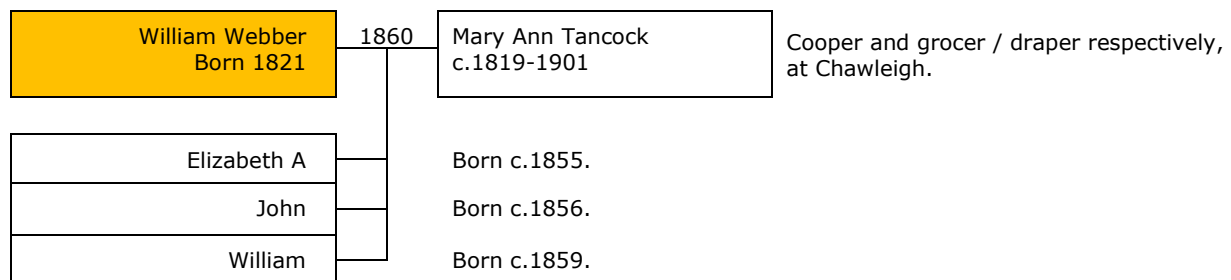 William Webber
Born 1821
1860
Mary Ann Tancock
c.1819-1901
Cooper and grocer / draper respectively,
at Chawleigh.
Elizabeth A
Born c.1855.
John
Born c.1856.
William
Born c.1859.